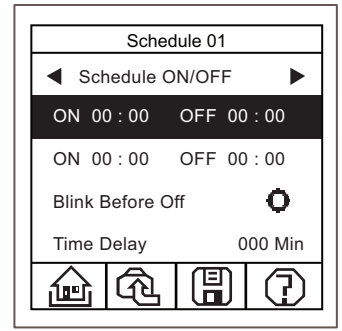 Schedule 01
Schedule ON/OFF
ON 00 : 00 OFF 00 : 00
ON 00 : 00 OFF 00 : 00
Blink Before Off
Time Delay 000 Min